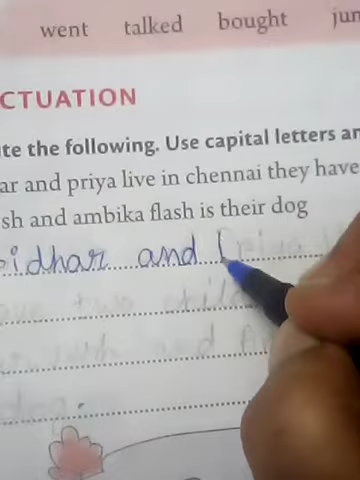 went talked bought jun
CTUATION
te the following. Use capital letters an
ar and priya live in chennai they have
sh and ambika flash is their dog
idhar and